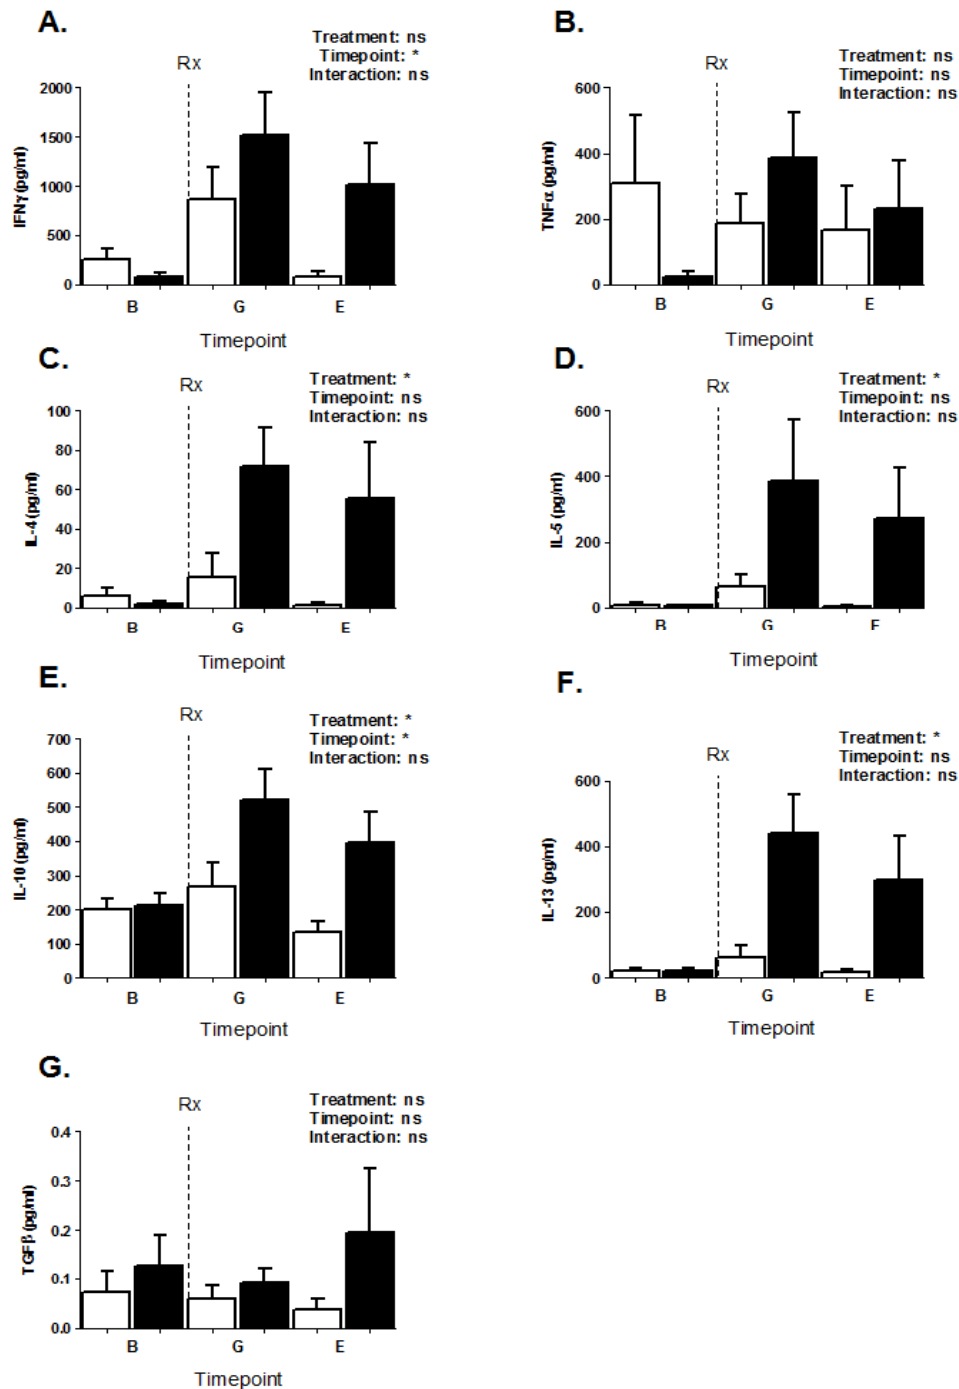 A.
Treatment: ns
Timepoint: *
Interaction: ns
Rx
2000
1500
1000
500
0
IFNγ (pg/ml)
B G E
Timepoint
B.
Treatment: ns
Timepoint: ns
Interaction: ns
Rx
600
400
200
0
TNFα (pg/ml)
B G E
Timepoint
C.
Treatment: *
Timepoint: ns
Interaction: ns
Rx
100
80
60
40
20
0
IL-4 (pg/ml)
B G E
Timepoint
D.
Treatment: *
Timepoint: ns
Interaction: ns
Rx
600
400
200
0
IL-5 (pg/ml)
B G E
Timepoint
E.
Treatment: *
Timepoint: *
Interaction: ns
Rx
700
600
500
400
300
200
100
0
IL-10 (pg/ml)
B G E
Timepoint
F.
Treatment: *
Timepoint: ns
Interaction: ns
Rx
600
400
200
0
IL-13 (pg/ml)
B G E
Timepoint
G.
Treatment: ns
Timepoint: ns
Interaction: ns
Rx
0.4
0.3
0.2
0.1
0.0
TGFβ (pg/ml)
B G E
Timepoint